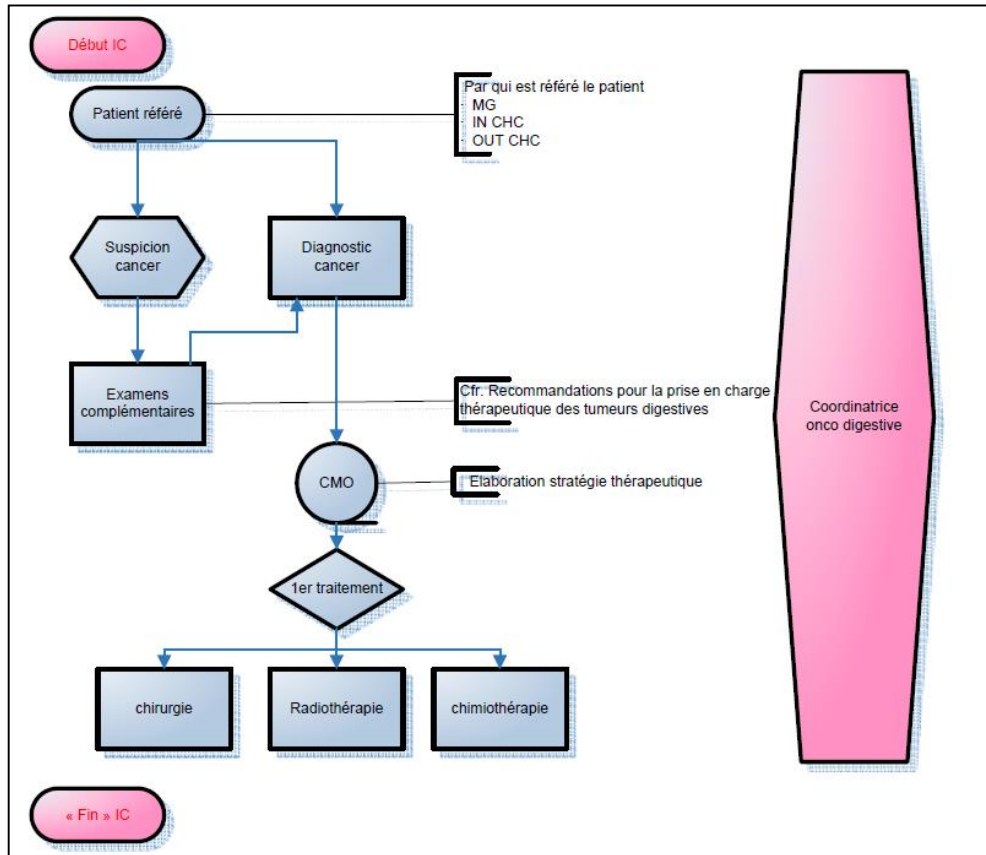 Début IC
Patient référé
Par qui est référé le patient
- MG
- IN CHC
- OUT CHC
Suspicion
cancer
Diagnostic
cancer
Examens
complémentaires
Cfr. Recommandations pour la prise en charge
thérapeutique des tumeurs digestives
Coordinatrice
onco digestive
CMO
Elaboration stratégie thérapeutique
1er traitement
chirurgie
Radiothérapie
chimiothérapie
« Fin » IC